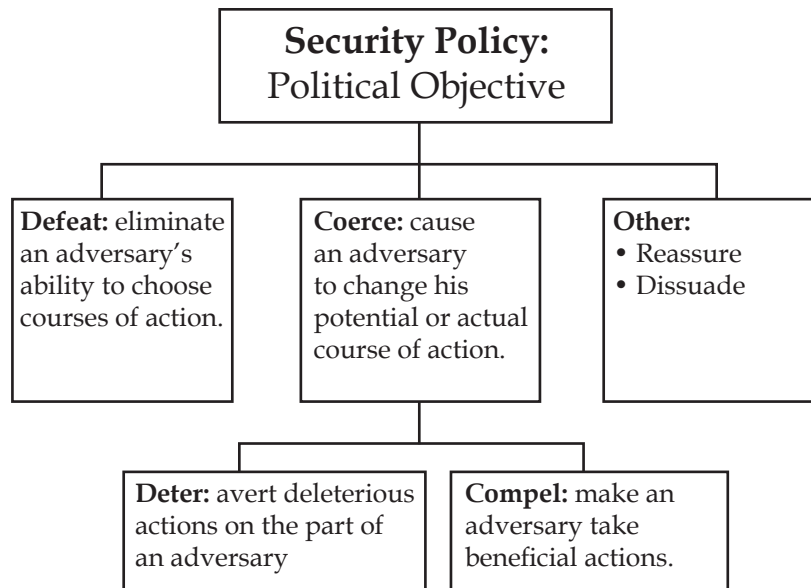 Security Policy:
Political Objective
Defeat: eliminate
an adversary’s
ability to choose
courses of action.
Coerce: cause
an adversary
to change his
potential or actual
course of action.
Other:
• Reassure
• Dissuade
Deter: avert deleterious
actions on the part of
an adversary
Compel: make an
adversary take
beneficial actions.